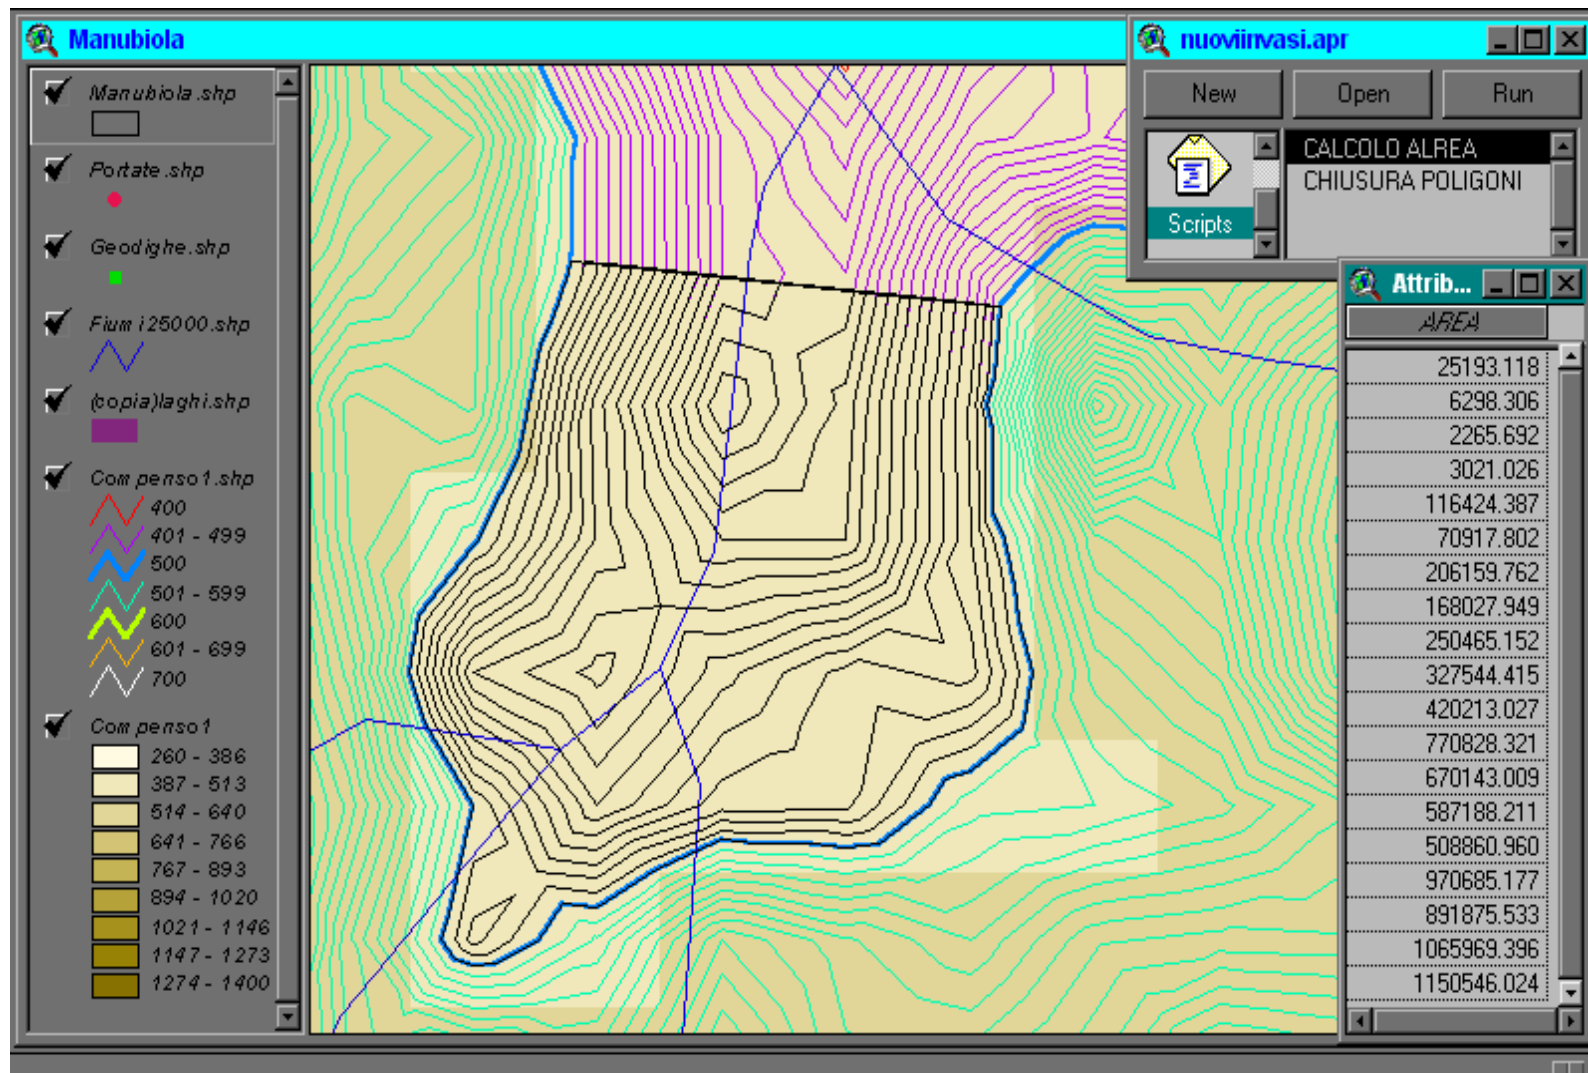 Manubiola
nuoviinvasi.apr
New
Open
Run
Scripts
CALCOLO ALREA
CHIUSURA POLIGONI
Manubiola.shp
Portate.shp
Geodighe.shp
Fiumi25000.shp
(copia)laghi.shp
Compenso1.shp
400
401 - 499
500
501 - 599
600
601 - 699
700
Compenso1
260 - 386
387 - 513
514 - 640
641 - 766
767 - 893
894 - 1020
1021 - 1146
1147 - 1273
1274 - 1400
Attrib...
AREA
25193.118
6298.306
2265.692
3021.026
116424.387
70917.802
206159.762
168027.949
250465.152
327544.415
420213.027
770828.321
670143.009
587188.211
508860.960
970685.177
891875.533
1065969.396
1150546.024